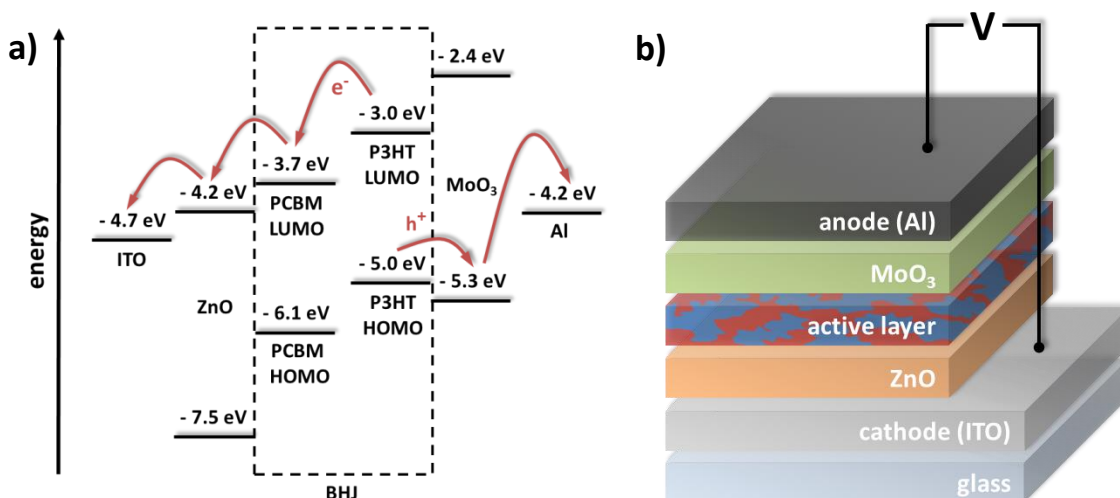 a)
energy
- 2.4 eV
e⁻
- 3.0 eV
P3HT
LUMO
- 3.7 eV
PCBM
LUMO
MoO₃
- 4.2 eV
- 4.2 eV
Al
- 4.7 eV
ITO
h⁺
- 5.0 eV
P3HT
HOMO
- 5.3 eV
ZnO
- 6.1 eV
PCBM
HOMO
- 7.5 eV
BHJ
b)
V
anode (Al)
MoO₃
active layer
ZnO
cathode (ITO)
glass